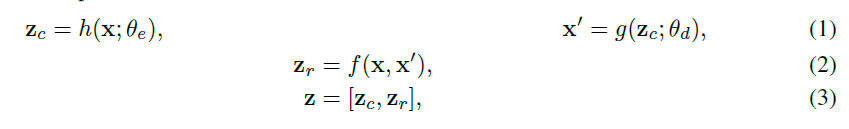 z_c = h(x; θ_e), x′ = g(z_c; θ_d), (1)
z_r = f(x, x′), (2)
z = [z_c, z_r], (3)